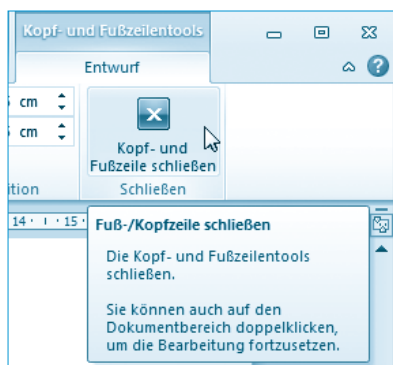 Kopf- und Fußzeilentools
Entwurf
cm
cm
Kopf- und
Fußzeile schließen
ition
Schließen
14 · ı · 15 ·
Fuß-/Kopfzeile schließen
Die Kopf- und Fußzeilentools
schließen.
Sie können auch auf den
Dokumentbereich doppelklicken,
um die Bearbeitung fortzusetzen.